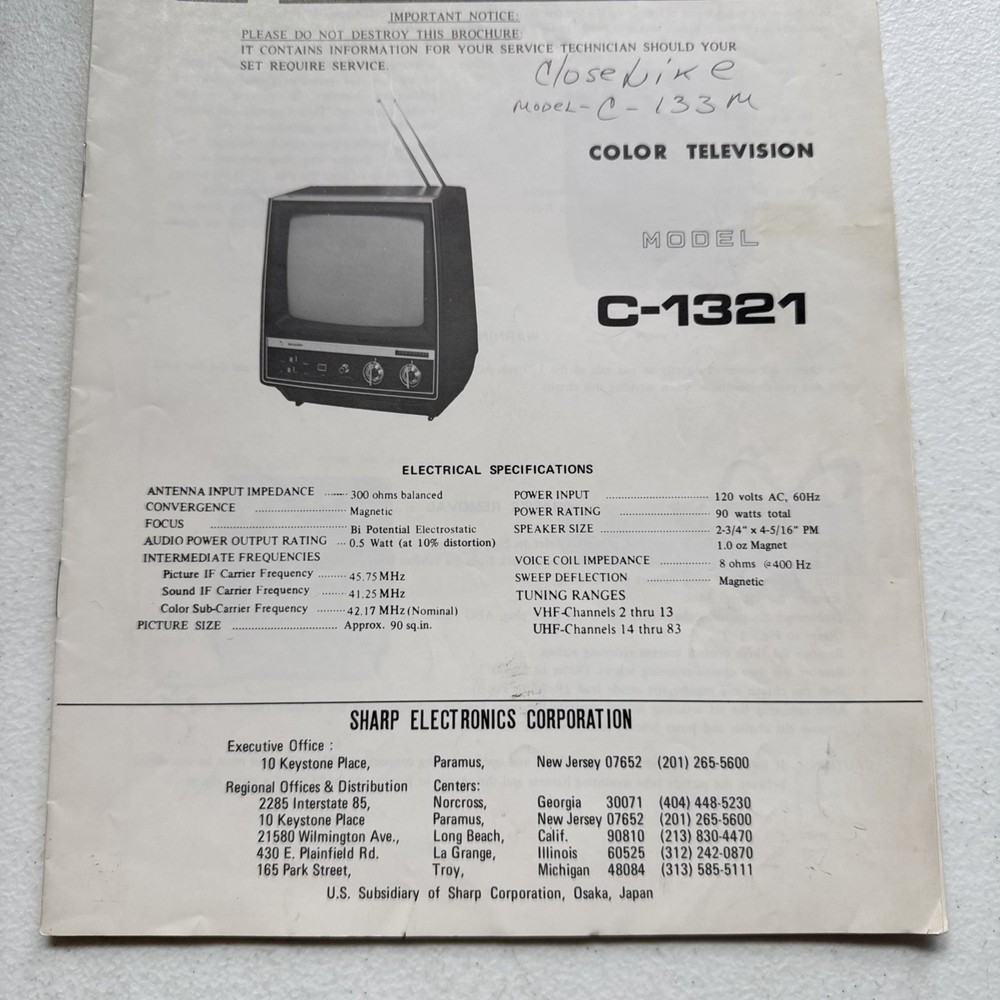 IMPORTANT NOTICE:
PLEASE DO NOT DESTROY THIS BROCHURE:
IT CONTAINS INFORMATION FOR YOUR SERVICE TECHNICIAN SHOULD YOUR
SET REQUIRE SERVICE.
Close Like
MODEL-C-133M
COLOR TELEVISION
MODEL
C-1321
ELECTRICAL SPECIFICATIONS
ANTENNA INPUT IMPEDANCE ....... 300 ohms balanced
CONVERGENCE ............................ Magnetic
FOCUS ............................................ Bi Potential Electrostatic
AUDIO POWER OUTPUT RATING ... 0.5 Watt (at 10% distortion)
INTERMEDIATE FREQUENCIES
Picture IF Carrier Frequency ........ 45.75 MHz
Sound IF Carrier Frequency ........ 41.25 MHz
Color Sub-Carrier Frequency ......... 42.17 MHz (Nominal)
PICTURE SIZE ................................. Approx. 90 sq.in.
POWER INPUT ................................ 120 volts AC, 60Hz
POWER RATING ............................ 90 watts total
SPEAKER SIZE .................................. 2-3/4" x 4-5/16" PM
1.0 oz Magnet
VOICE COIL IMPEDANCE ................ 8 ohms @400 Hz
SWEEP DEFLECTION .................... Magnetic
TUNING RANGES
VHF-Channels 2 thru 13
UHF-Channels 14 thru 83
SHARP ELECTRONICS CORPORATION
Executive Office :
10 Keystone Place, Paramus, New Jersey 07652 (201) 265-5600
Regional Offices & Distribution Centers:
2285 Interstate 85, Norcross, Georgia 30071 (404) 448-5230
10 Keystone Place Paramus, New Jersey 07652 (201) 265-5600
21580 Wilmington Ave., Long Beach, Calif. 90810 (213) 830-4470
430 E. Plainfield Rd. La Grange, Illinois 60525 (312) 242-0870
165 Park Street, Troy, Michigan 48084 (313) 585-5111
U.S. Subsidiary of Sharp Corporation, Osaka, Japan